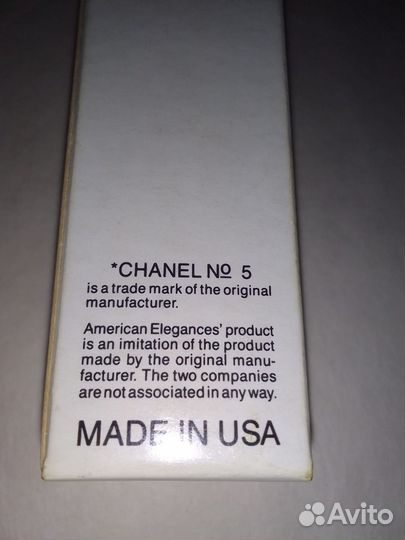 *CHANEL № 5
is a trade mark of the original
manufacturer.
American Elegances' product
is an imitation of the product
made by the original manu-
facturer. The two companies
are not associated in any way.
MADE IN USA
Avito